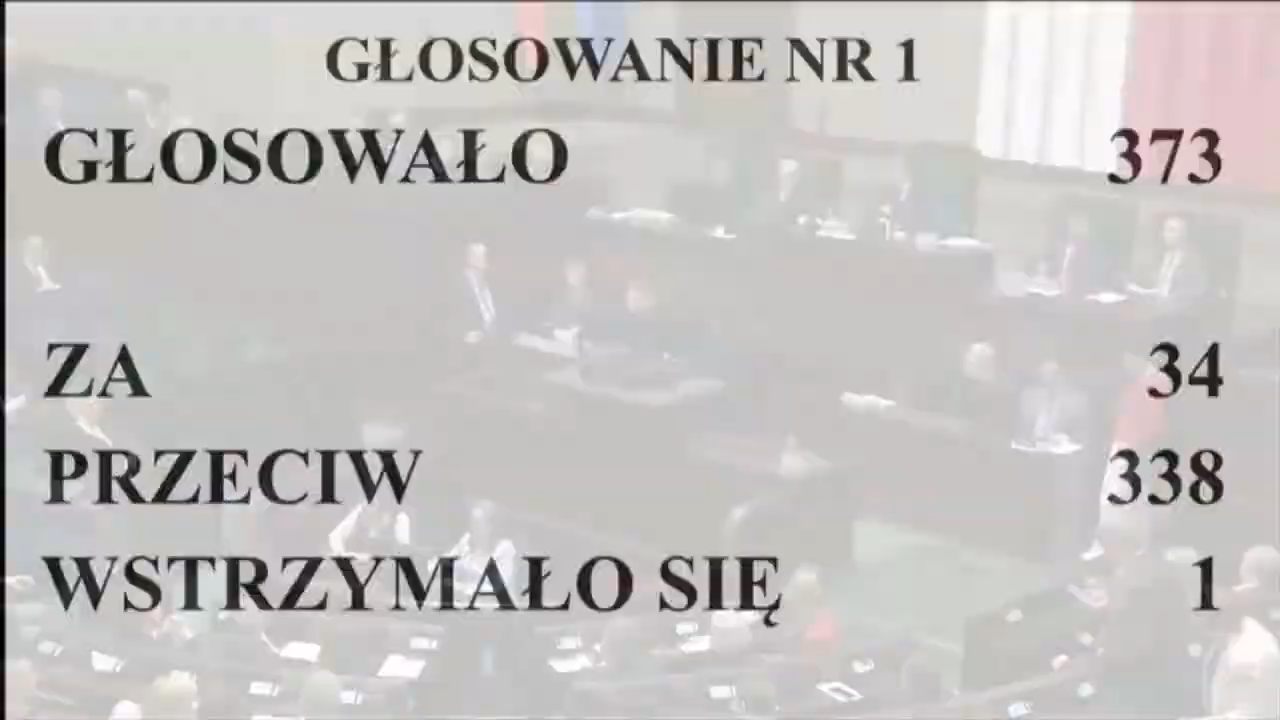 GŁOSOWANIE NR 1
GŁOSOWAŁO 373
ZA 34
PRZECIW 338
WSTRZYMAŁO SIĘ 1